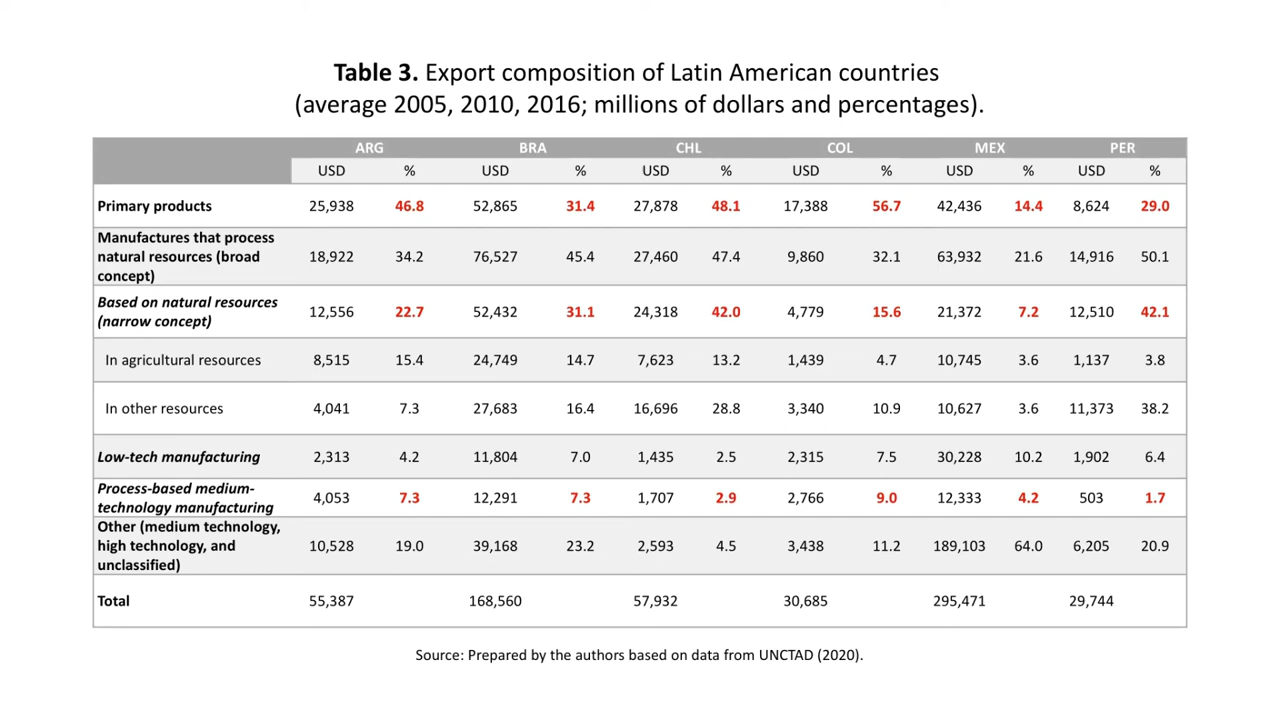 Table 3. Export composition of Latin American countries
(average 2005, 2010, 2016; millions of dollars and percentages).
ARG BRA CHL COL MEX PER
USD % USD % USD % USD % USD % USD %
Primary products 25,938 46.8 52,865 31.4 27,878 48.1 17,388 56.7 42,436 14.4 8,624 29.0
Manufactures that process
natural resources (broad
concept)
18,922 34.2 76,527 45.4 27,460 47.4 9,860 32.1 63,932 21.6 14,916 50.1
Based on natural resources
(narrow concept)
12,556 22.7 52,432 31.1 24,318 42.0 4,779 15.6 21,372 7.2 12,510 42.1
In agricultural resources 8,515 15.4 24,749 14.7 7,623 13.2 1,439 4.7 10,745 3.6 1,137 3.8
In other resources 4,041 7.3 27,683 16.4 16,696 28.8 3,340 10.9 10,627 3.6 11,373 38.2
Low-tech manufacturing 2,313 4.2 11,804 7.0 1,435 2.5 2,315 7.5 30,228 10.2 1,902 6.4
Process-based medium-
technology manufacturing
4,053 7.3 12,291 7.3 1,707 2.9 2,766 9.0 12,333 4.2 503 1.7
Other (medium technology,
high technology, and
unclassified)
10,528 19.0 39,168 23.2 2,593 4.5 3,438 11.2 189,103 64.0 6,205 20.9
Total 55,387 168,560 57,932 30,685 295,471 29,744
Source: Prepared by the authors based on data from UNCTAD (2020).